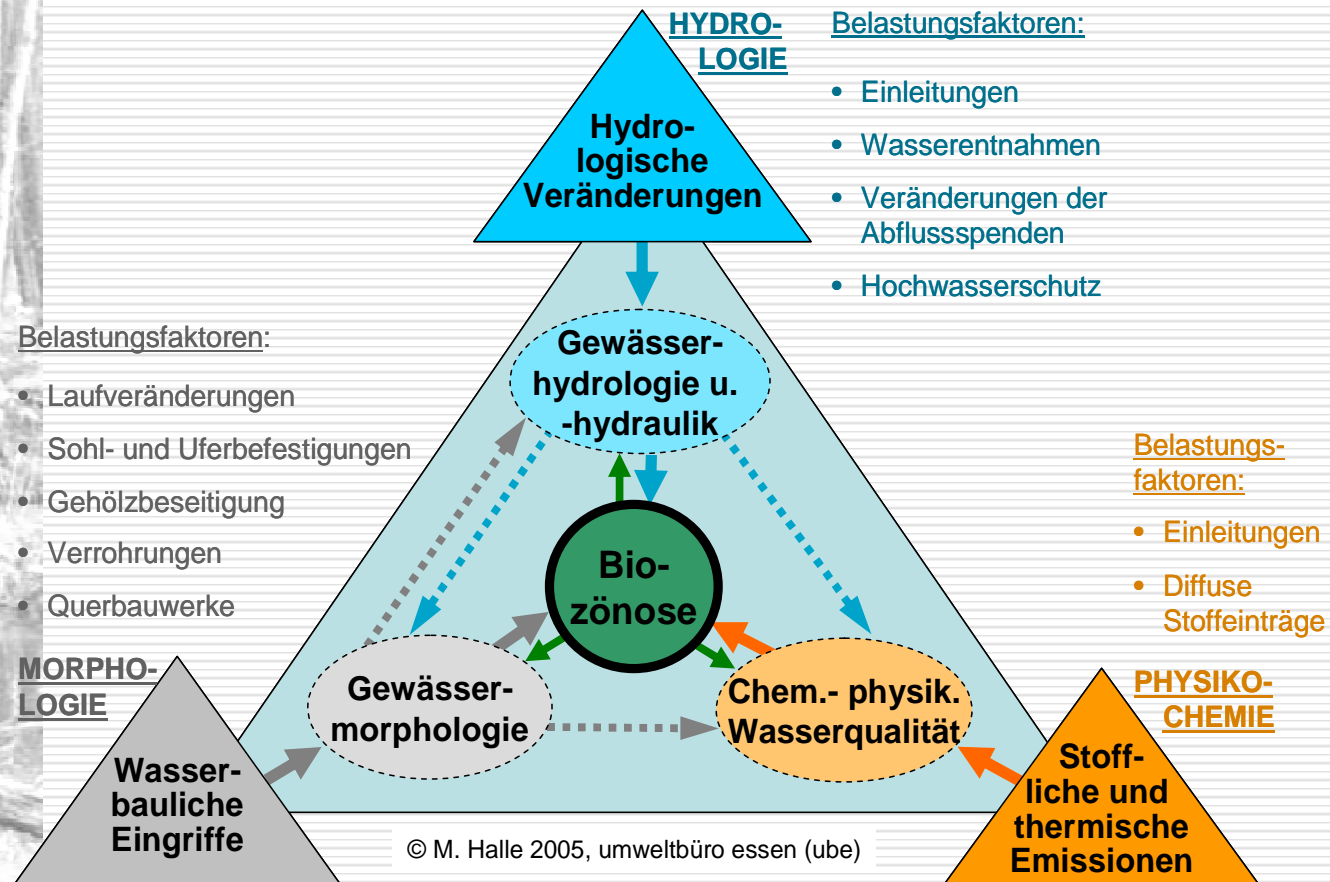 HYDRO-
LOGIE
Belastungsfaktoren:
• Einleitungen
• Wasserentnahmen
• Veränderungen der
Abflussspenden
• Hochwasserschutz
Hydro-
logische
Veränderungen
Gewässer-
hydrologie u.
-hydraulik
Belastungsfaktoren:
• Laufveränderungen
• Sohl- und Uferbefestigungen
• Gehölzbeseitigung
• Verrohrungen
• Querbauwerke
MORPHO-
LOGIE
Bio-
zönose
Belastungs-
faktoren:
• Einleitungen
• Diffuse
Stoffeinträge
PHYSIKO-
CHEMIE
Gewässer-
morphologie
Chem.- physik.
Wasserqualität
Wasser-
bauliche
Eingriffe
Stoff-
liche und
thermische
Emissionen
© M. Halle 2005, umweltbüro essen (ube)